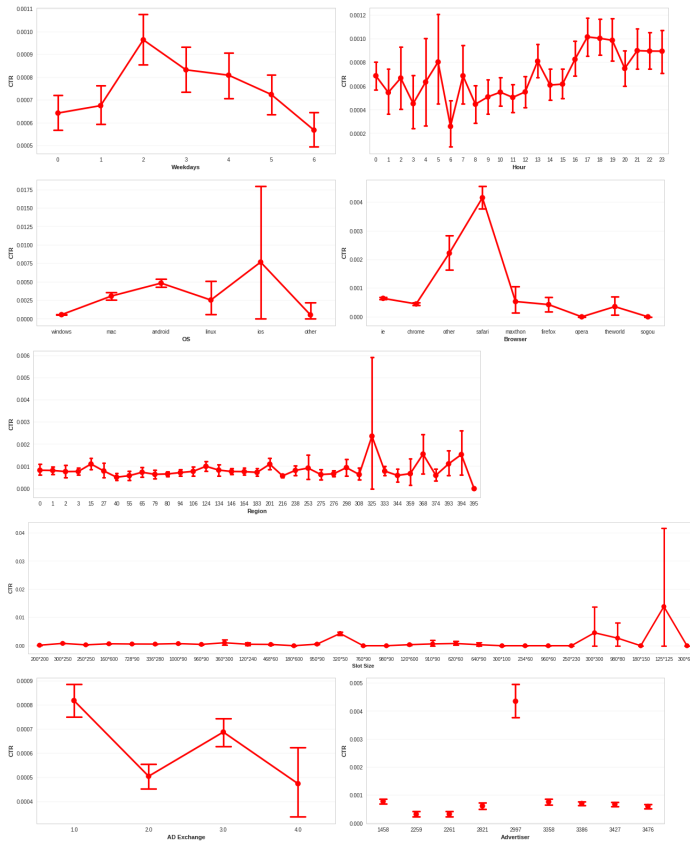 0.0011
0.0010
0.0009
0.0008
0.0007
0.0006
0.0005
CTR
0 1 2 3 4 5 6
Weekdays
0.0012
0.0010
0.0008
0.0006
0.0004
0.0002
CTR
0 1 2 3 4 5 6 7 8 9 10 11 12 13 14 15 16 17 18 19 20 21 22 23
Hour
0.0175
0.0150
0.0125
0.0100
0.0075
0.0050
0.0025
0.0000
CTR
windows mac android linux ios other
OS
0.004
0.003
0.002
0.001
0.000
CTR
ie chrome other safari maxthon firefox opera theworld sogou
Browser
0.006
0.005
0.004
0.003
0.002
0.001
0.000
CTR
0 1 2 3 15 27 40 55 65 79 80 94 106 124 134 146 164 183 201 216 238 253 275 276 298 308 325 333 344 359 368 374 393 394 395
Region
0.04
0.03
0.02
0.01
0.00
CTR
200*200 300*250 250*250 160*600 728*90 336*280 1000*90 960*90 360*300 120*240 468*60 180*600 950*90 320*50 760*90 980*90 120*600 910*90 620*60 640*90 300*100 234*60 960*60 250*230 300*300 980*80 180*150 125*125
Slot Size
0.0009
0.0008
0.0007
0.0006
0.0005
0.0004
CTR
1.0 2.0 3.0 4.0
AD Exchange
0.005
0.004
0.003
0.002
0.001
0.000
CTR
1458 2259 2261 2821 2997 3358 3386 3427 3476
Advertiser